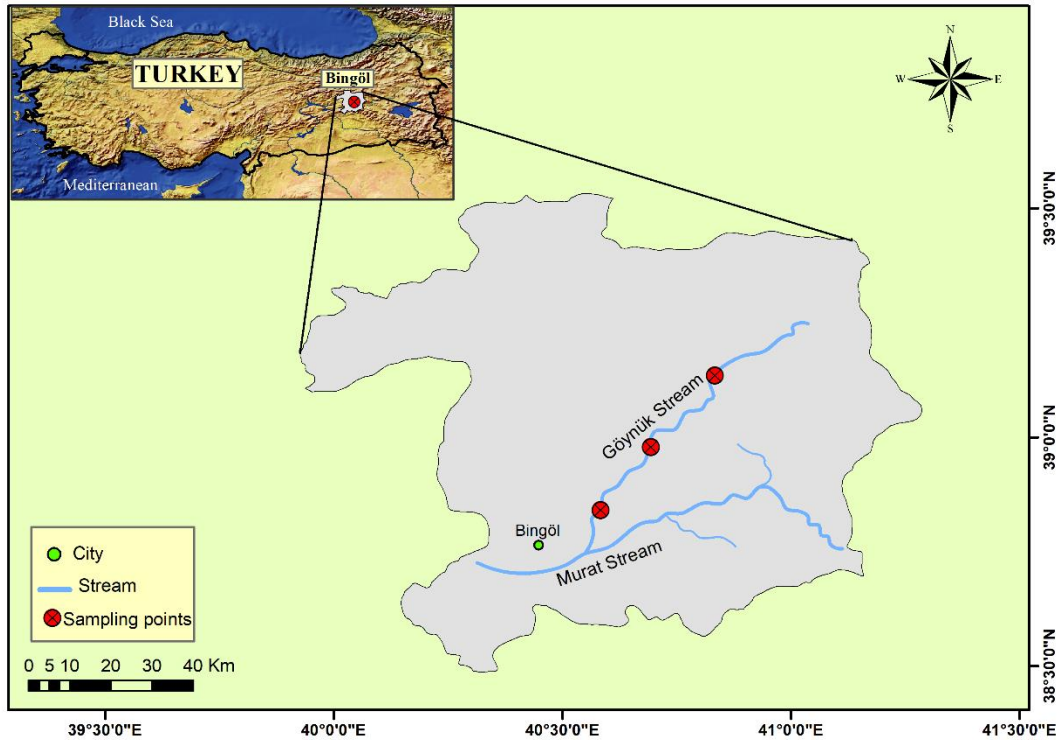 Black Sea
TURKEY
Bingöl
Mediterranean
N
W
E
S
39°30'0"N
Göynük Stream
39°0'0"N
Bingöl
Murat Stream
City
Stream
Sampling points
0 5 10 20 30 40 Km
38°30'0"N
39°30'0"E
40°0'0"E
40°30'0"E
41°0'0"E
41°30'0"E